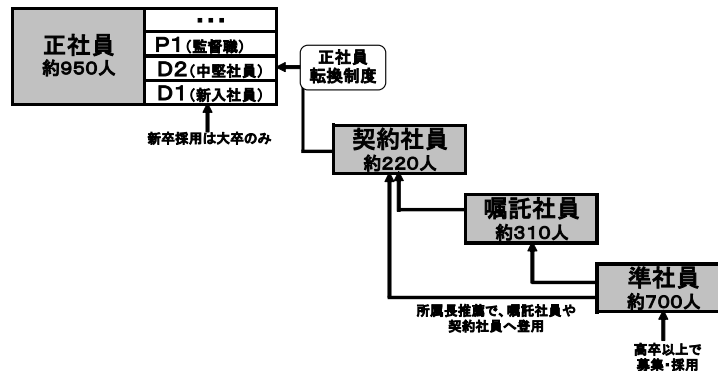 正社員
約950人
…
P1(監督職)
D2(中堅社員)
D1(新入社員)
正社員
転換制度
新卒採用は大卒のみ
契約社員
約220人
嘱託社員
約310人
準社員
約700人
所属長推薦で、嘱託社員や
契約社員へ登用
高卒以上で
募集・採用